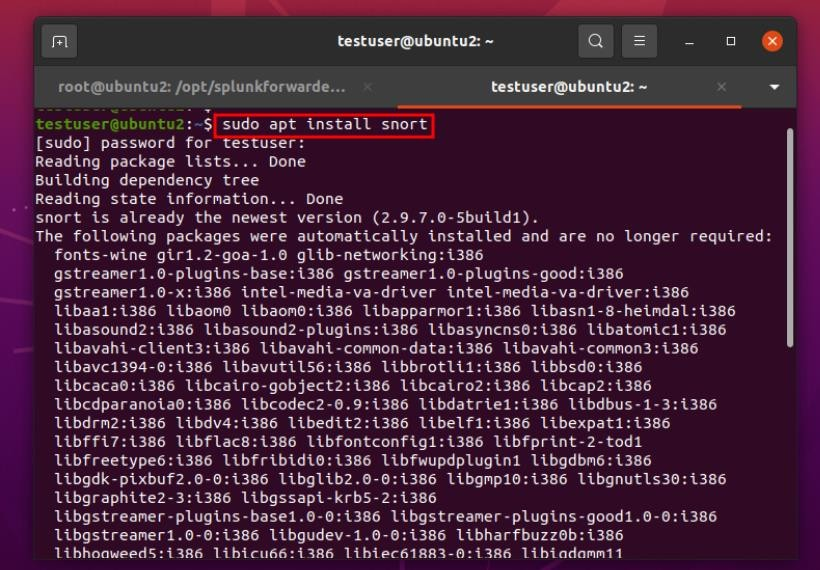 testuser@ubuntu2: ~
root@ubuntu2: /opt/splunkforwarde...
testuser@ubuntu2: ~
testuser@ubuntu2:~$ sudo apt install snort
[sudo] password for testuser:
Reading package lists... Done
Building dependency tree
Reading state information... Done
snort is already the newest version (2.9.7.0-5build1).
The following packages were automatically installed and are no longer required:
fonts-wine gir1.2-goa-1.0 glib-networking:i386
gstreamer1.0-plugins-base:i386 gstreamer1.0-plugins-good:i386
gstreamer1.0-x:i386 intel-media-va-driver intel-media-va-driver:i386
libaa1:i386 libaom0 libaom0:i386 libapparmor1:i386 libasn1-8-heimdal:i386
libasound2:i386 libasound2-plugins:i386 libasyncns0:i386 libatomic1:i386
libavahi-client3:i386 libavahi-common-data:i386 libavahi-common3:i386
libavc1394-0:i386 libavutil56:i386 libbrotli1:i386 libbsd0:i386
libcaca0:i386 libcairo-gobject2:i386 libcairo2:i386 libcap2:i386
libcdparanoia0:i386 libcodec2-0.9:i386 libdatrie1:i386 libdbus-1-3:i386
libdrm2:i386 libdv4:i386 libedit2:i386 libelf1:i386 libexpat1:i386
libffi7:i386 libflac8:i386 libfontconfig1:i386 libfprint-2-tod1
libfreetype6:i386 libfribidi0:i386 libfwupdplugin1 libgdbm6:i386
libgdk-pixbuf2.0-0:i386 libglib2.0-0:i386 libgmp10:i386 libgnutls30:i386
libgraphite2-3:i386 libgssapi-krb5-2:i386
libgstreamer-plugins-base1.0-0:i386 libgstreamer-plugins-good1.0-0:i386
libgstreamer1.0-0:i386 libgudev-1.0-0:i386 libharfbuzz0b:i386
libhogweed5:i386 libicu66:i386 libiec61883-0:i386 libigdgmm11